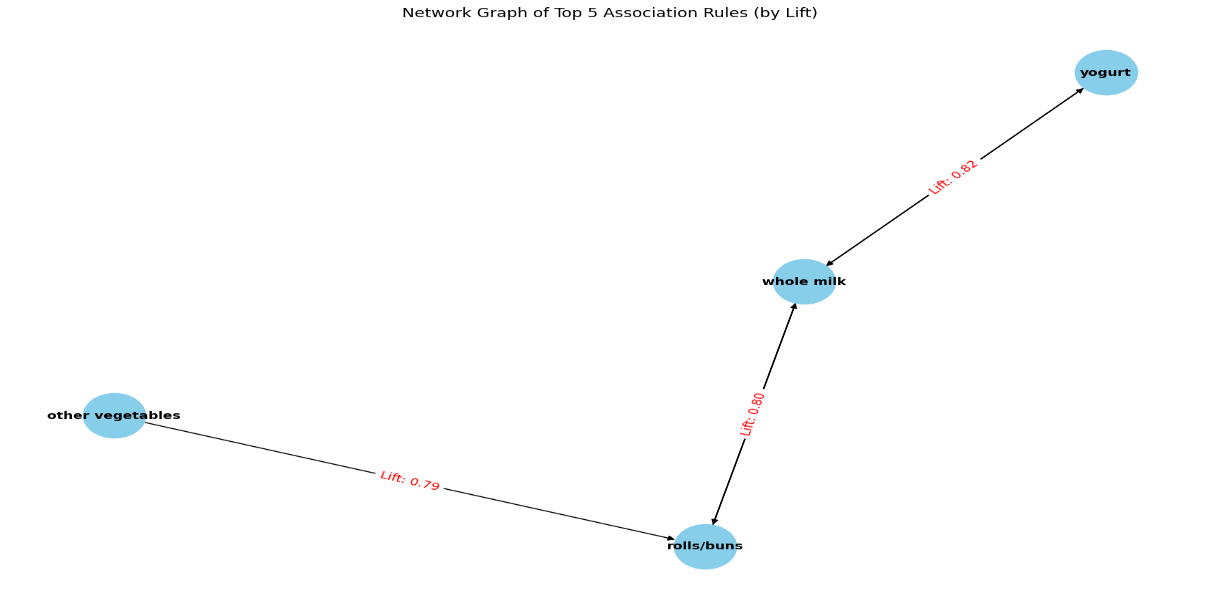 Network Graph of Top 5 Association Rules (by Lift)
yogurt
Lift: 0.82
whole milk
Lift: 0.80
other vegetables
Lift: 0.79
rolls/buns